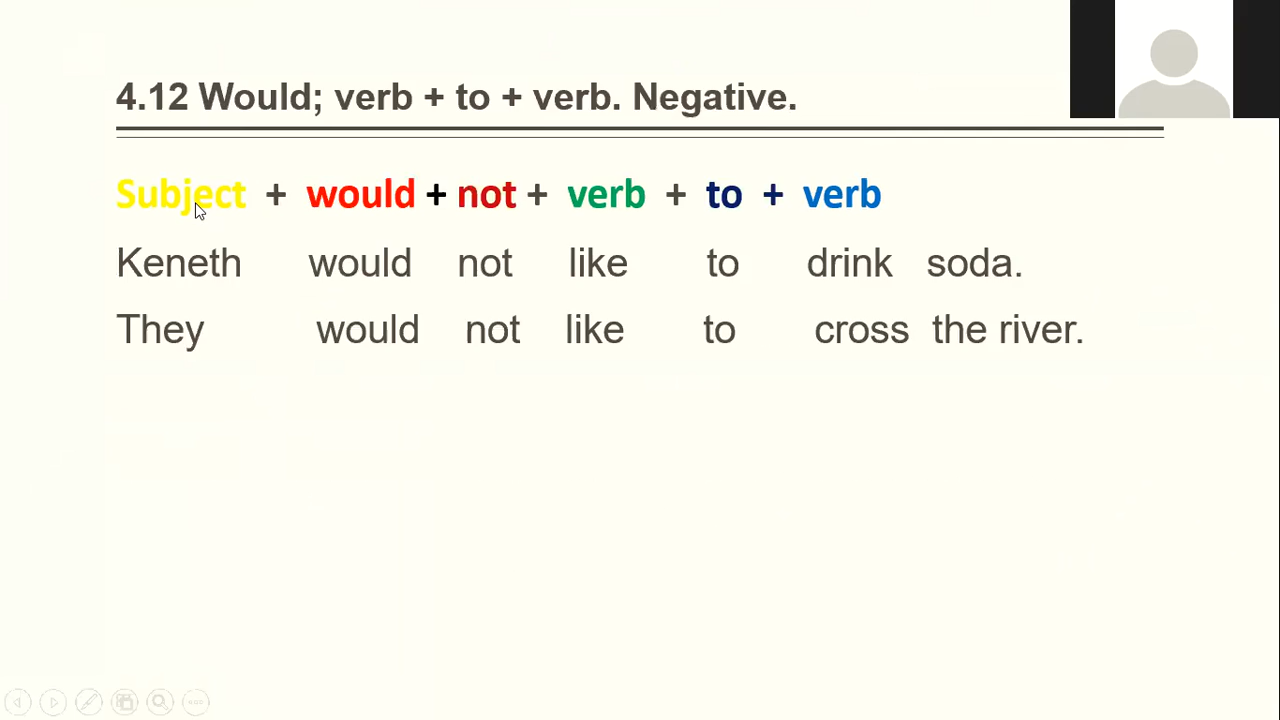 4.12 Would; verb + to + verb. Negative.
Subject + would + not + verb + to + verb
Keneth would not like to drink soda.
They would not like to cross the river.